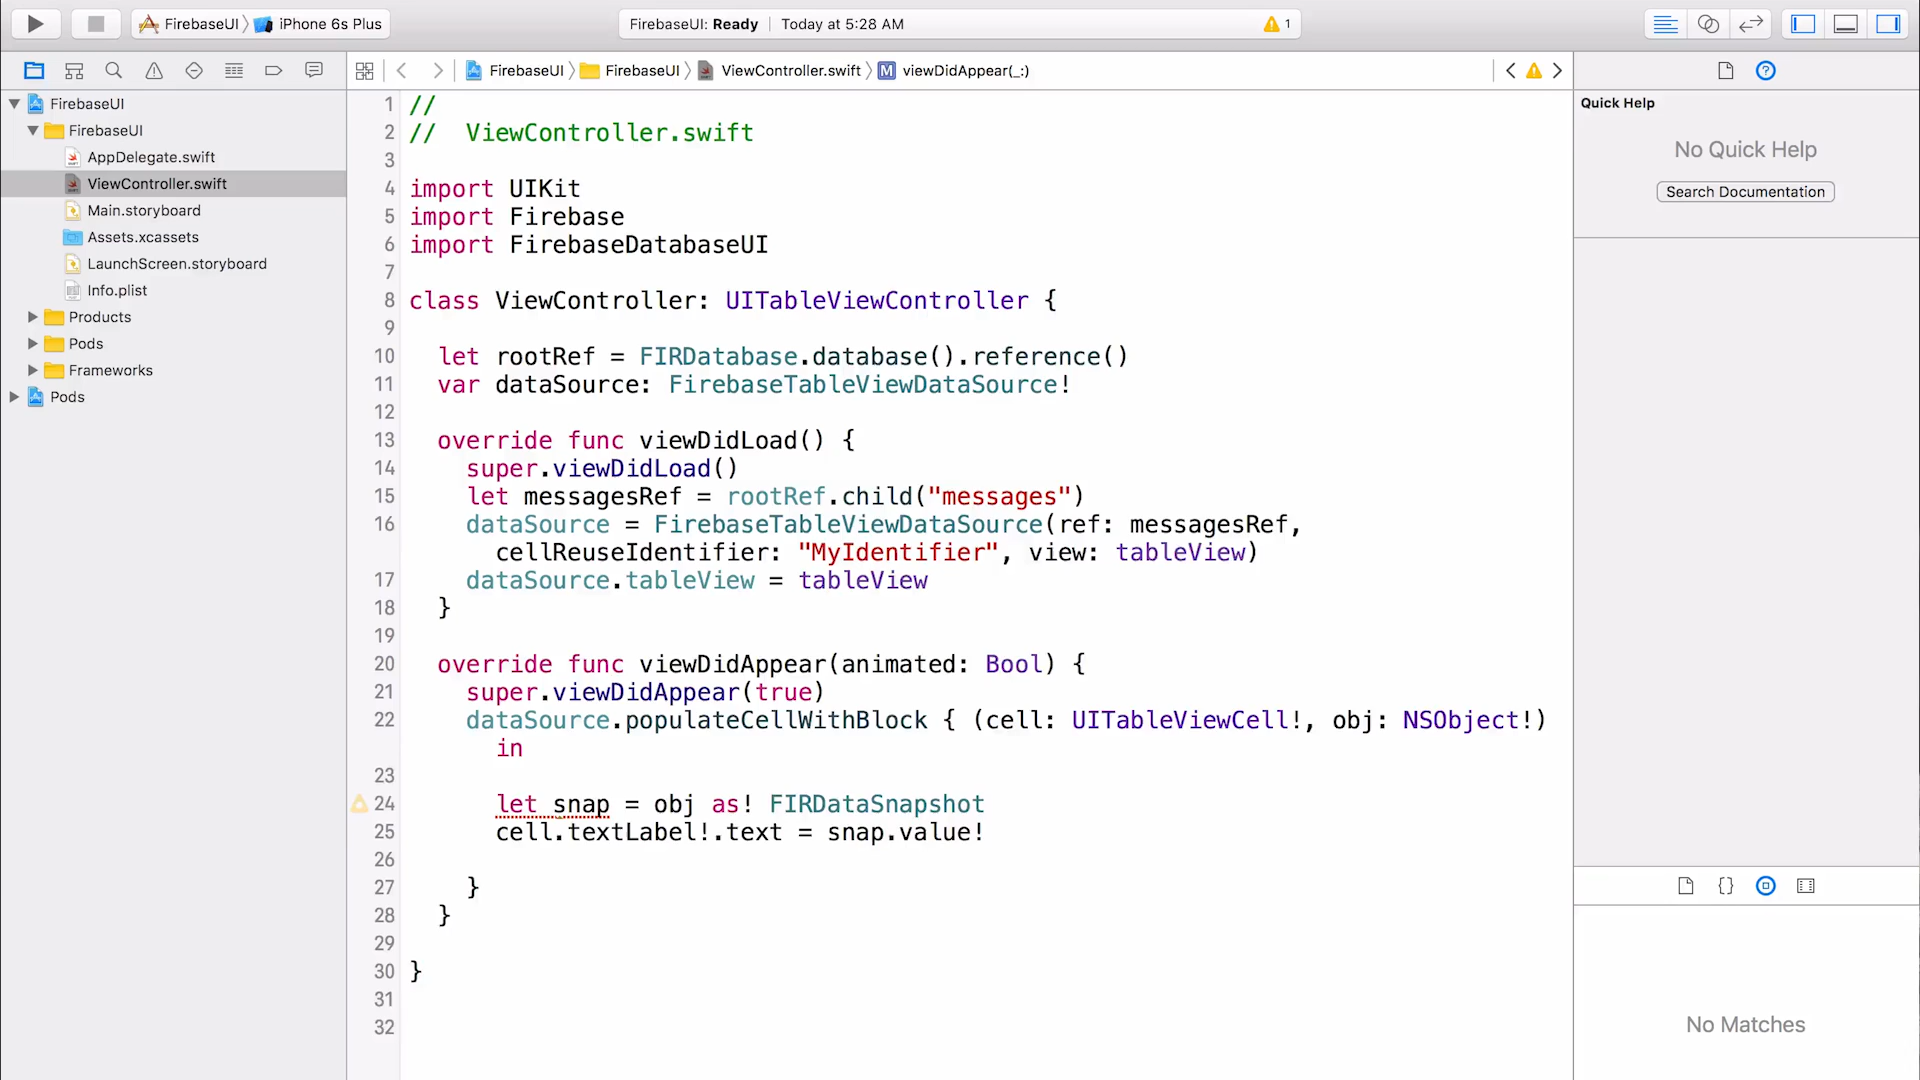 FirebaseUI
iPhone 6s Plus
FirebaseUI: Ready
Today at 5:28 AM
1
FirebaseUI
FirebaseUI
ViewController.swift
M
viewDidAppear(_:)
FirebaseUI
FirebaseUI
AppDelegate.swift
ViewController.swift
Main.storyboard
Assets.xcassets
LaunchScreen.storyboard
Info.plist
Products
Pods
Frameworks
Pods
1 //
2 //  ViewController.swift
3
4 import UIKit
5 import Firebase
6 import FirebaseDatabaseUI
7
8 class ViewController: UITableViewController {
9
10   let rootRef = FIRDatabase.database().reference()
11   var dataSource: FirebaseTableViewDataSource!
12
13   override func viewDidLoad() {
14     super.viewDidLoad()
15     let messagesRef = rootRef.child("messages")
16     dataSource = FirebaseTableViewDataSource(ref: messagesRef,
cellReuseIdentifier: "MyIdentifier", view: tableView)
17     dataSource.tableView = tableView
18   }
19
20   override func viewDidAppear(animated: Bool) {
21     super.viewDidAppear(true)
22     dataSource.populateCellWithBlock { (cell: UITableViewCell!, obj: NSObject!)
in
23
24       let snap = obj as! FIRDataSnapshot
25       cell.textLabel!.text = snap.value!
26
27     }
28   }
29
30 }
31
32
Quick Help
No Quick Help
Search Documentation
{}
No Matches